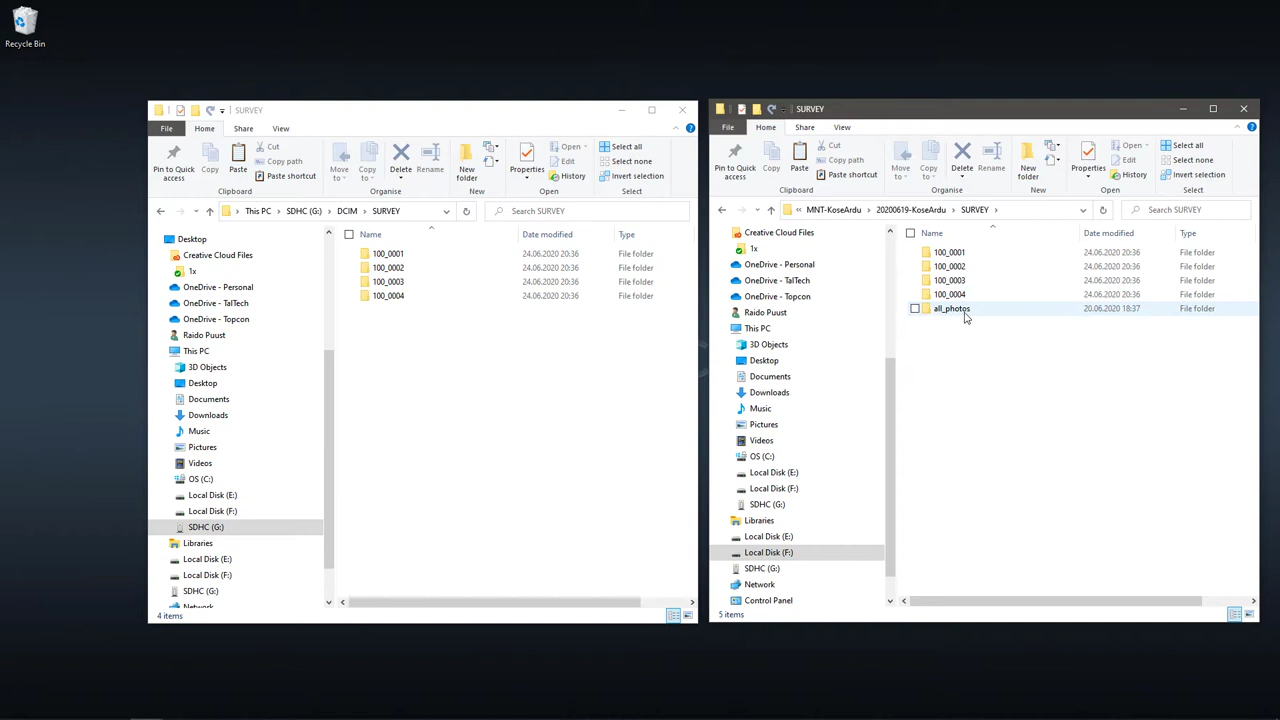 Recycle Bin
SURVEY
File Home Share View
Pin to Quick access
Copy
Paste
Cut
Copy path
Paste shortcut
Clipboard
Move to
Copy to
Delete
Rename
Organise
New folder
New
Properties
Open
Edit
History
Open
Select all
Select none
Invert selection
Select
This PC SDHC (G:) DCIM SURVEY
Search SURVEY
Desktop
Creative Cloud Files
1x
OneDrive - Personal
OneDrive - TalTech
OneDrive - Topcon
Raido Puust
This PC
3D Objects
Desktop
Documents
Downloads
Music
Pictures
Videos
OS (C:)
Local Disk (E:)
Local Disk (F:)
SDHC (G:)
Libraries
Local Disk (E:)
Local Disk (F:)
SDHC (G:)
Network
Name Date modified Type
100_0001 24.06.2020 20:36 File folder
100_0002 24.06.2020 20:36 File folder
100_0003 24.06.2020 20:36 File folder
100_0004 24.06.2020 20:36 File folder
4 items
SURVEY
File Home Share View
Pin to Quick access
Copy
Paste
Cut
Copy path
Paste shortcut
Clipboard
Move to
Copy to
Delete
Rename
Organise
New folder
New
Properties
Open
Edit
History
Open
Select all
Select none
Invert selection
Select
« MNT-KoseArdu 20200619-KoseArdu SURVEY
Search SURVEY
Creative Cloud Files
1x
OneDrive - Personal
OneDrive - TalTech
OneDrive - Topcon
Raido Puust
This PC
3D Objects
Desktop
Documents
Downloads
Music
Pictures
Videos
OS (C:)
Local Disk (E:)
Local Disk (F:)
SDHC (G:)
Libraries
Local Disk (E:)
Local Disk (F:)
SDHC (G:)
Network
Control Panel
Name Date modified Type
100_0001 24.06.2020 20:36 File folder
100_0002 24.06.2020 20:36 File folder
100_0003 24.06.2020 20:36 File folder
100_0004 24.06.2020 20:36 File folder
all_photos 20.06.2020 18:37 File folder
5 items